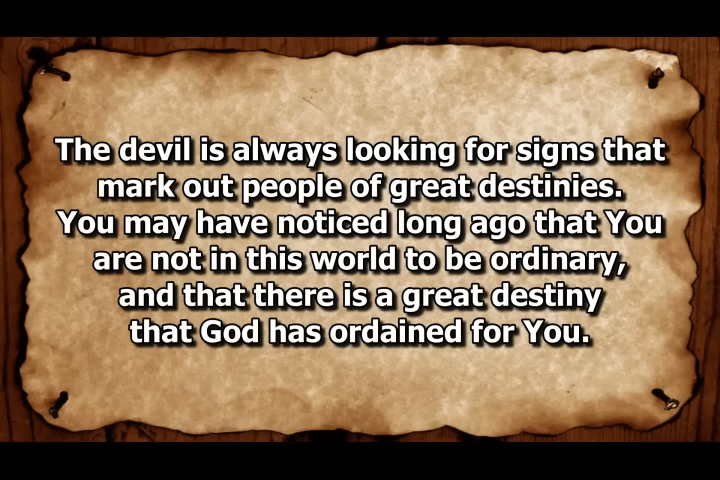 The devil is always looking for signs that
mark out people of great destinies.
You may have noticed long ago that You
are not in this world to be ordinary,
and that there is a great destiny
that God has ordained for You.